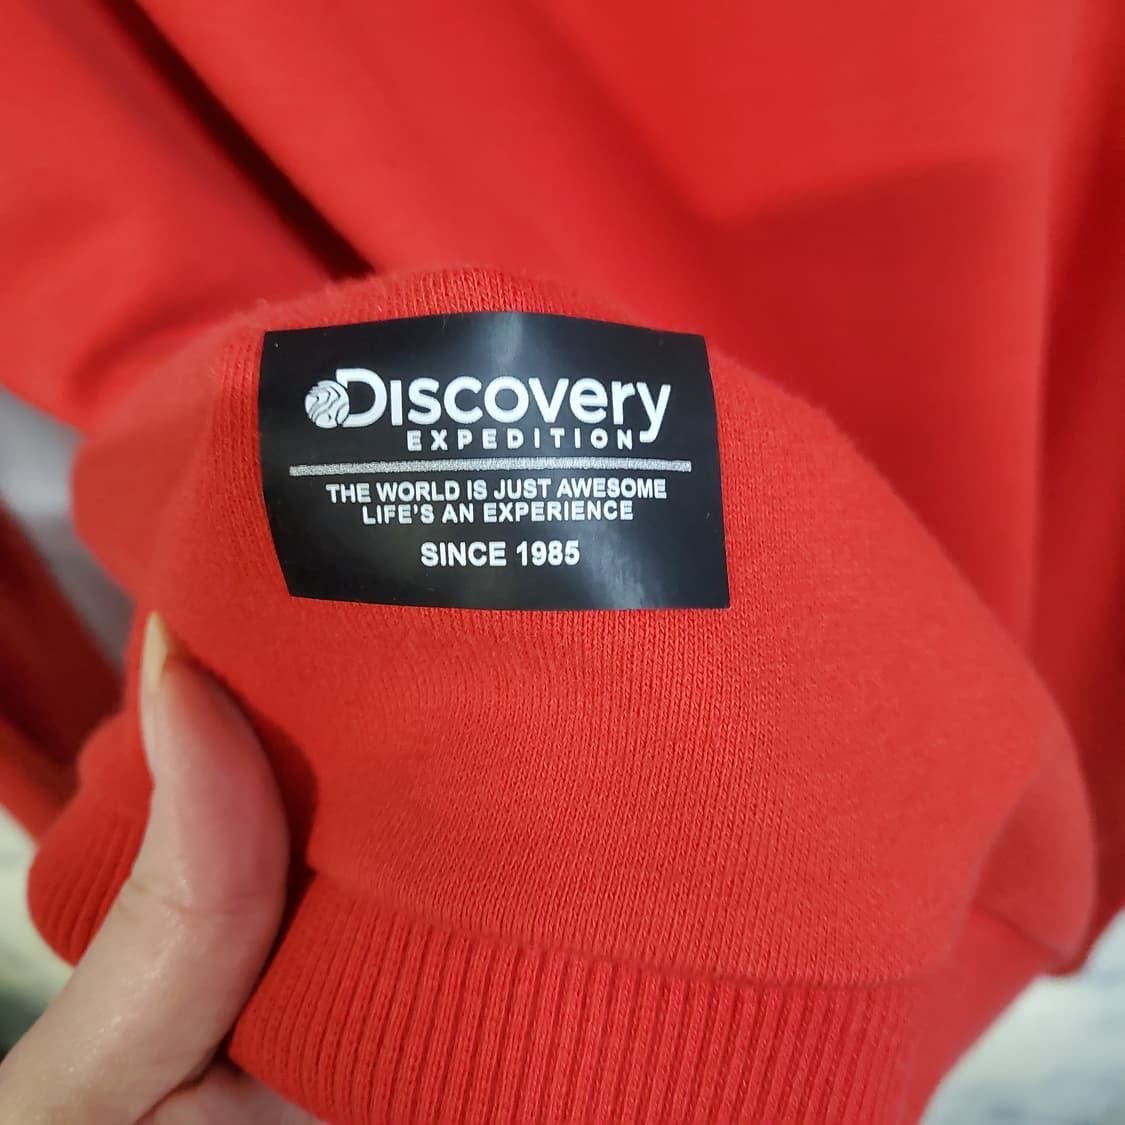 Discovery
EXPEDITION
THE WORLD IS JUST AWESOME
LIFE'S AN EXPERIENCE
SINCE 1985